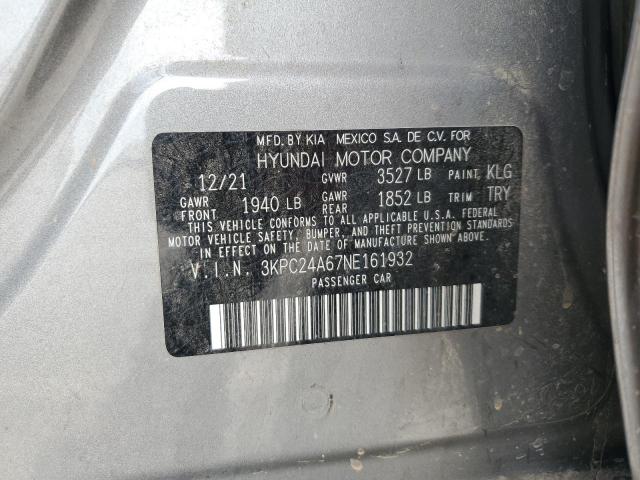 MFD. BY KIA MEXICO S.A. DE C.V. FOR
HYUNDAI MOTOR COMPANY
12/21 GVWR 3527 LB PAINT KLG
GAWR FRONT 1940 LB GAWR REAR 1852 LB TRIM TRY
THIS VEHICLE CONFORMS TO ALL APPLICABLE U.S.A. FEDERAL
MOTOR VEHICLE SAFETY, BUMPER, AND THEFT PREVENTION STANDARDS
IN EFFECT ON THE DATE OF MANUFACTURE SHOWN ABOVE.
V.I.N. 3KPC24A67NE161932
PASSENGER CAR